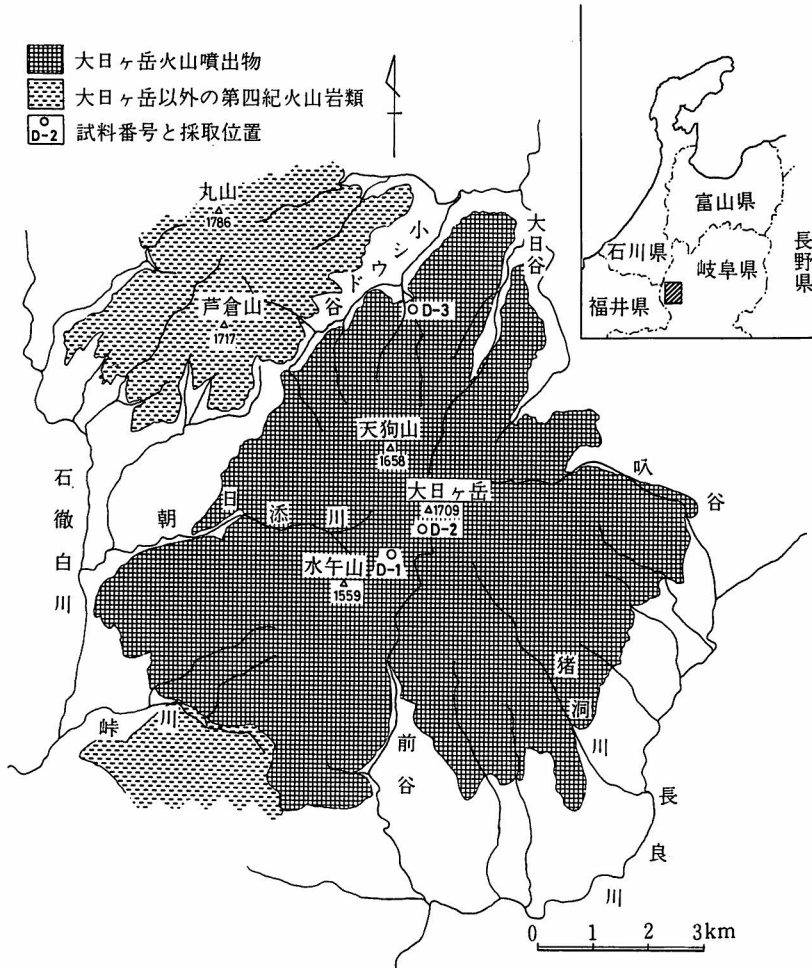 大日ヶ岳火山噴出物
大日ヶ岳以外の第四紀火山岩類
D-2 試料番号と採取位置
富山県
石川県
岐阜県
長野県
福井県
丸山
1786
芦倉山
1717
小シウド谷
大日谷
D-3
天狗山
1658
大日ヶ岳
1709
D-2
D-1
水午山
1559
叺谷
朝日添川
石徹白川
峠川
前谷
猪洞川
長良川
0 1 2 3km